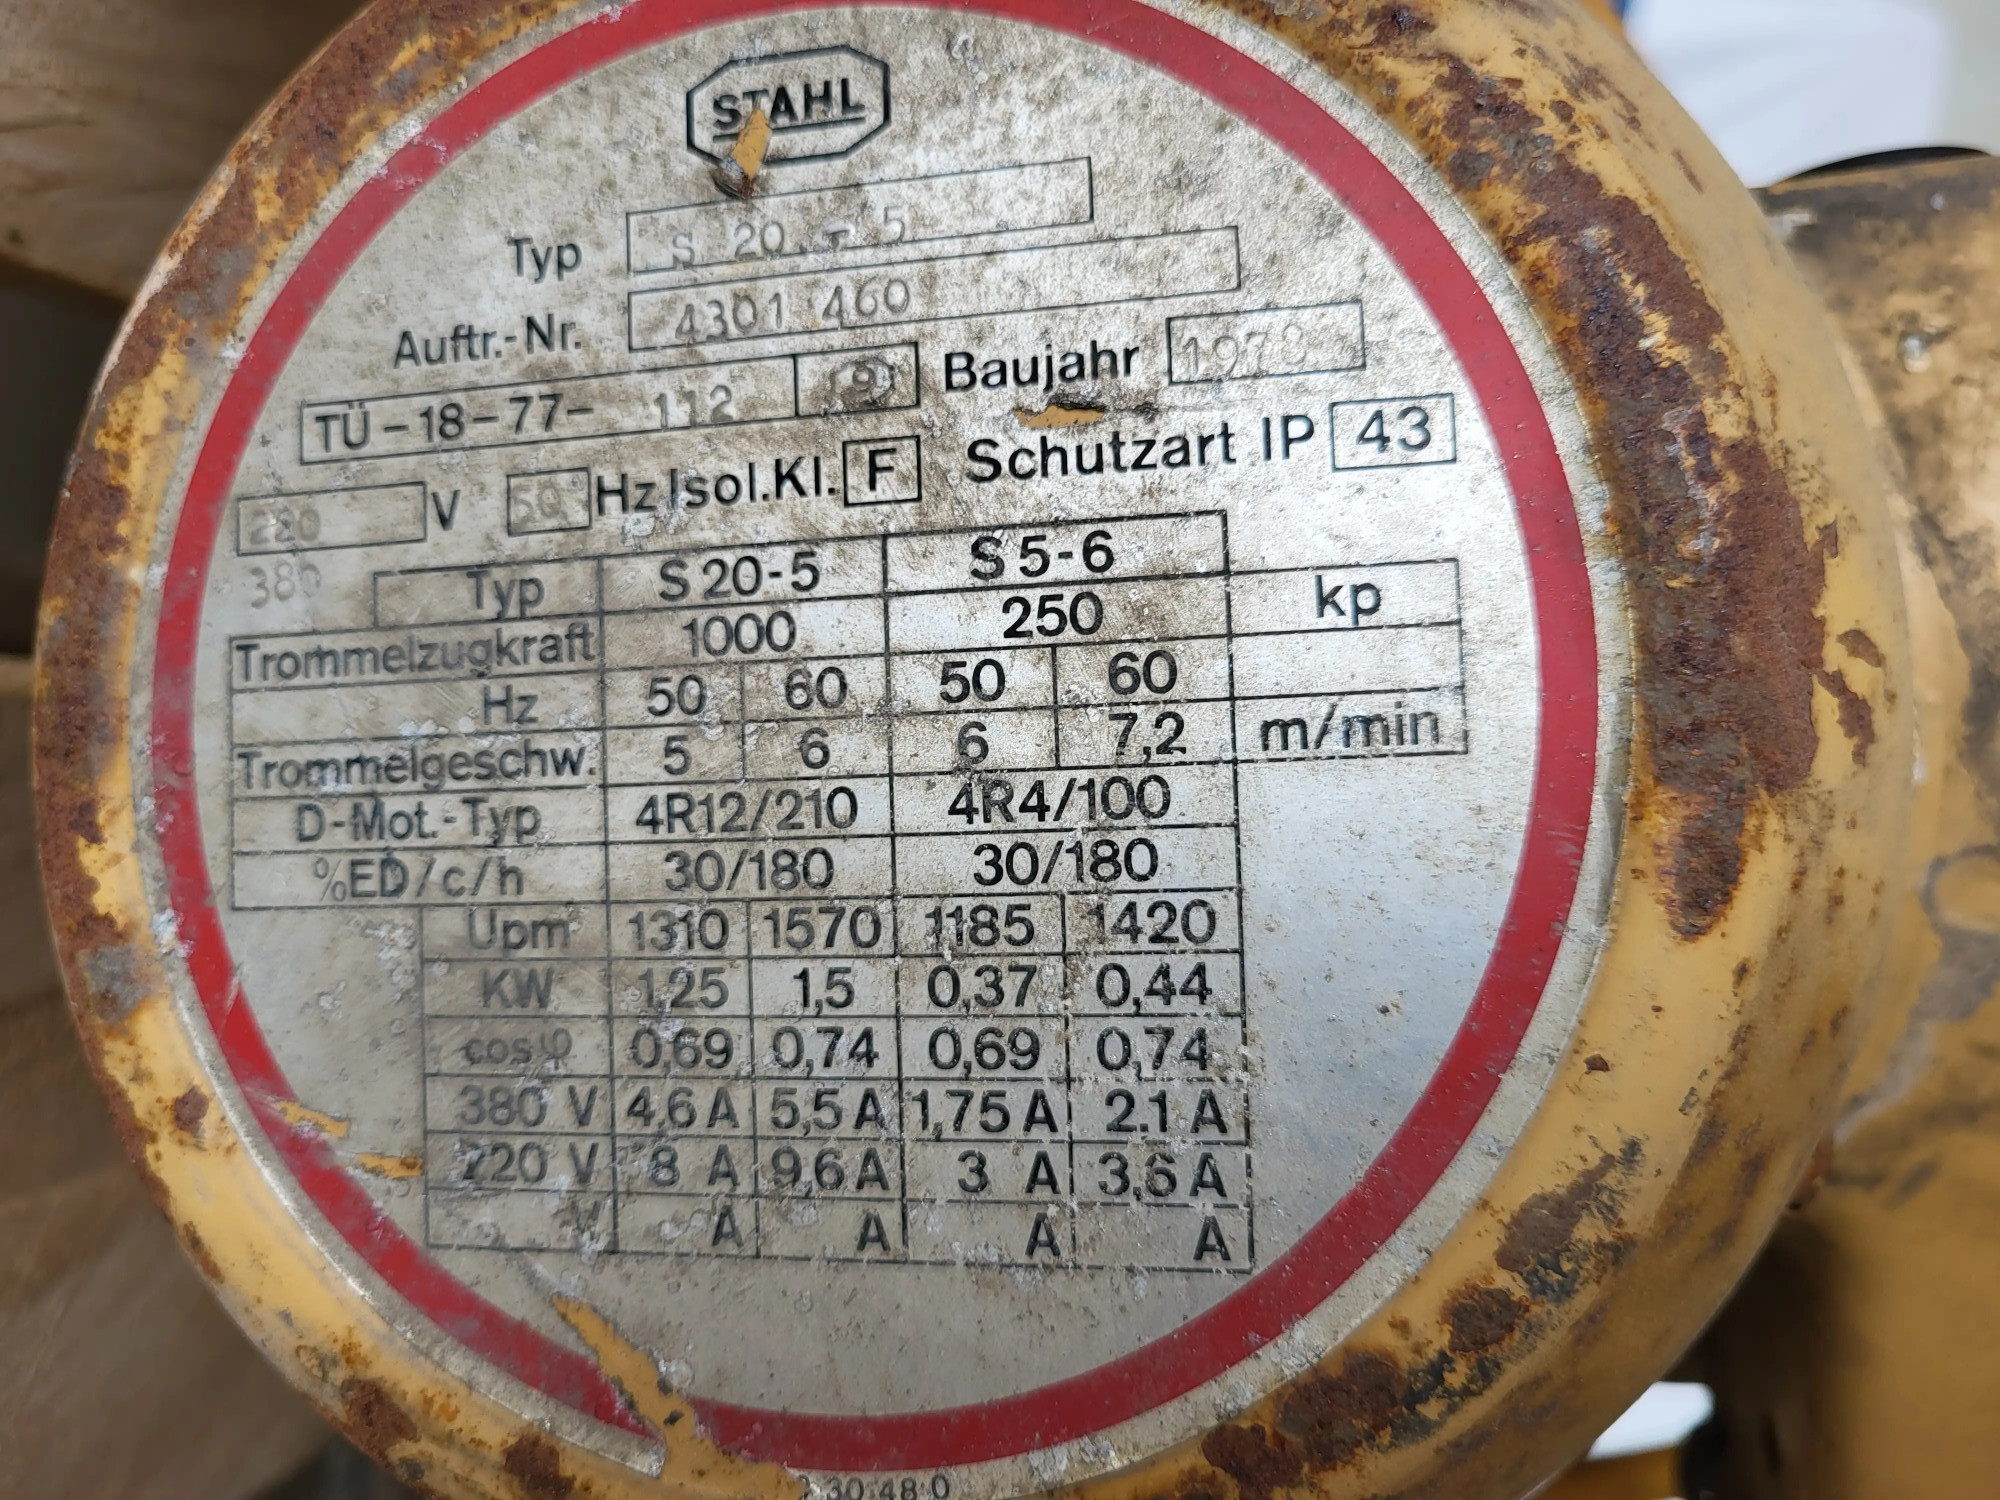 STAHL
Typ S 20 - 5
Auftr.-Nr. 4301 460
TÜ-18-77- 112 Baujahr 1978
220 V 50 Hz Isol.Kl. F Schutzart IP 43
380
Typ S 20-5 S 5-6
Trommelzugkraft 1000 250 kp
Hz 50 60 50 60
Trommelgeschw. 5 6 6 7,2 m/min
D-Mot.-Typ 4R12/210 4R4/100
%ED/c/h 30/180 30/180
Upm 1310 1570 1185 1420
KW 1,25 1,5 0,37 0,44
cosφ 0,69 0,74 0,69 0,74
380 V 4,6 A 5,5 A 1,75 A 2.1 A
220 V 8 A 9,6 A 3 A 3,6 A
V A A A A
30.48.0